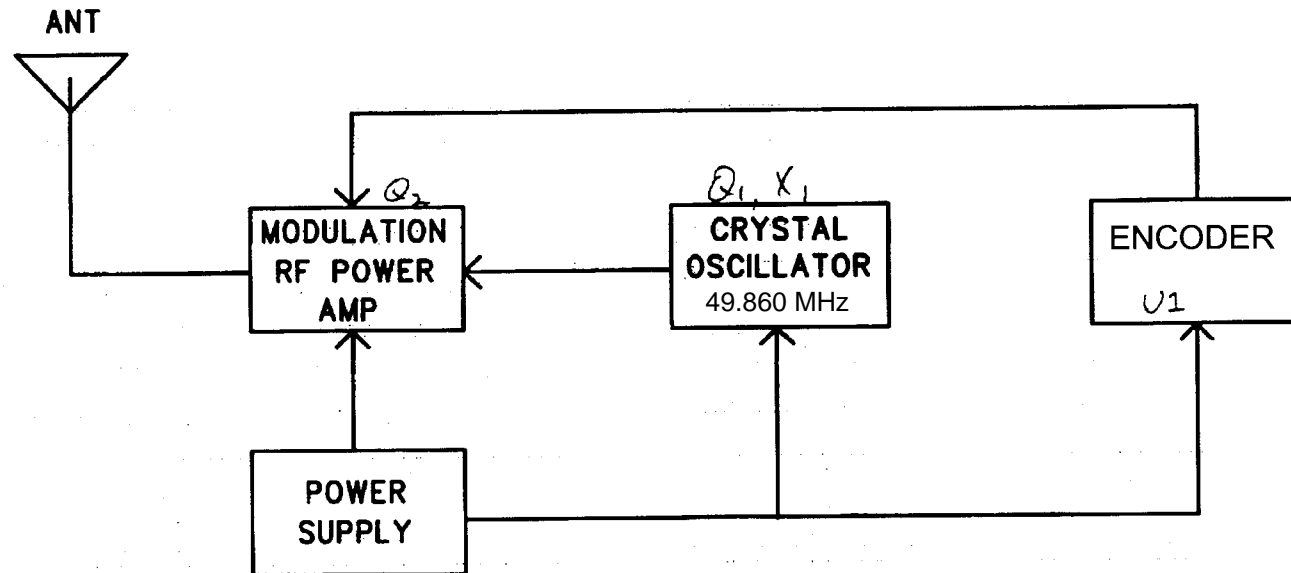 ANT
Q2
MODULATION
RF POWER
AMP
Q1, X1
CRYSTAL
OSCILLATOR
49.860 MHz
ENCODER
U1
POWER
SUPPLY